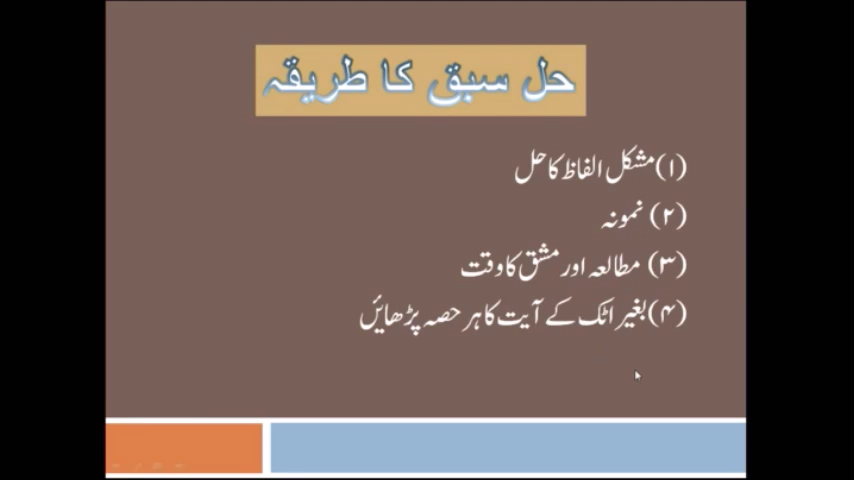 حل سبق کا طریقہ
(۱) مشکل الفاظ کا حل
(۲) نمونہ
(۳) مطالعہ اور مشق کا وقت
(۴) بغیر اٹک کے آیت کا ہر حصہ پڑھائیں